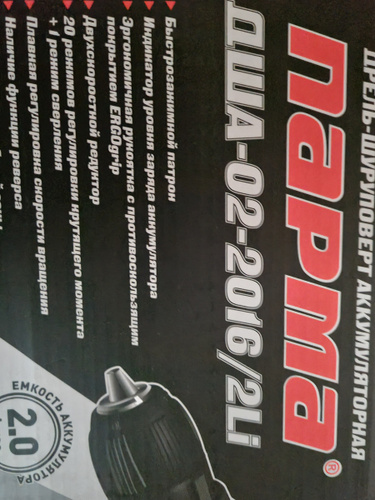 ДРЕЛЬ-ШУРУПОВЕРТ АККУМУЛЯТОРНАЯ
ПАРМА®
ДША-02-2016/2Li
Быстрозажимной патрон
Индикатор уровня заряда аккумулятора
Эргономичная рукоятка с противоскользящим
покрытием ERGOgrip
Двухскоростной редуктор
20 режимов регулировки крутящего момента
+ 1 режим сверления
Плавная регулировка скорости вращения
Наличие функции реверса
ЕМКОСТЬ АККУМУЛЯТОРА
2.0